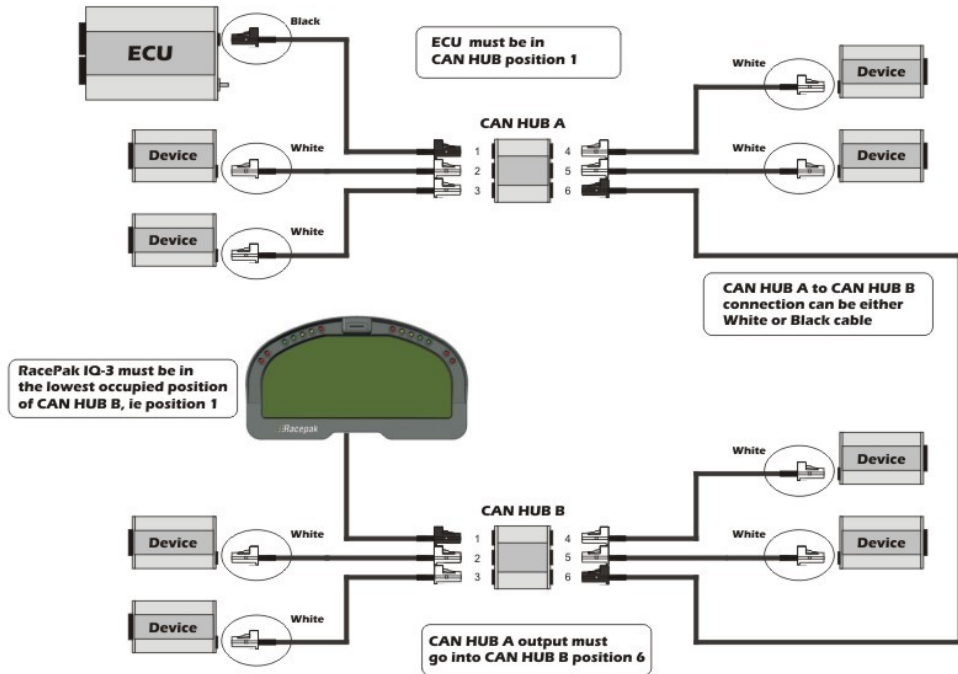 Black
ECU
ECU must be in
CAN HUB position 1
White
Device
CAN HUB A
Device
White
1
2
3
4
5
6
White
Device
Device
White
CAN HUB A to CAN HUB B
connection can be either
White or Black cable
RacePak IQ-3 must be in
the lowest occupied position
of CAN HUB B, ie position 1
Racepak
White
Device
CAN HUB B
Device
White
1
2
3
4
5
6
White
Device
Device
White
CAN HUB A output must
go into CAN HUB B position 6